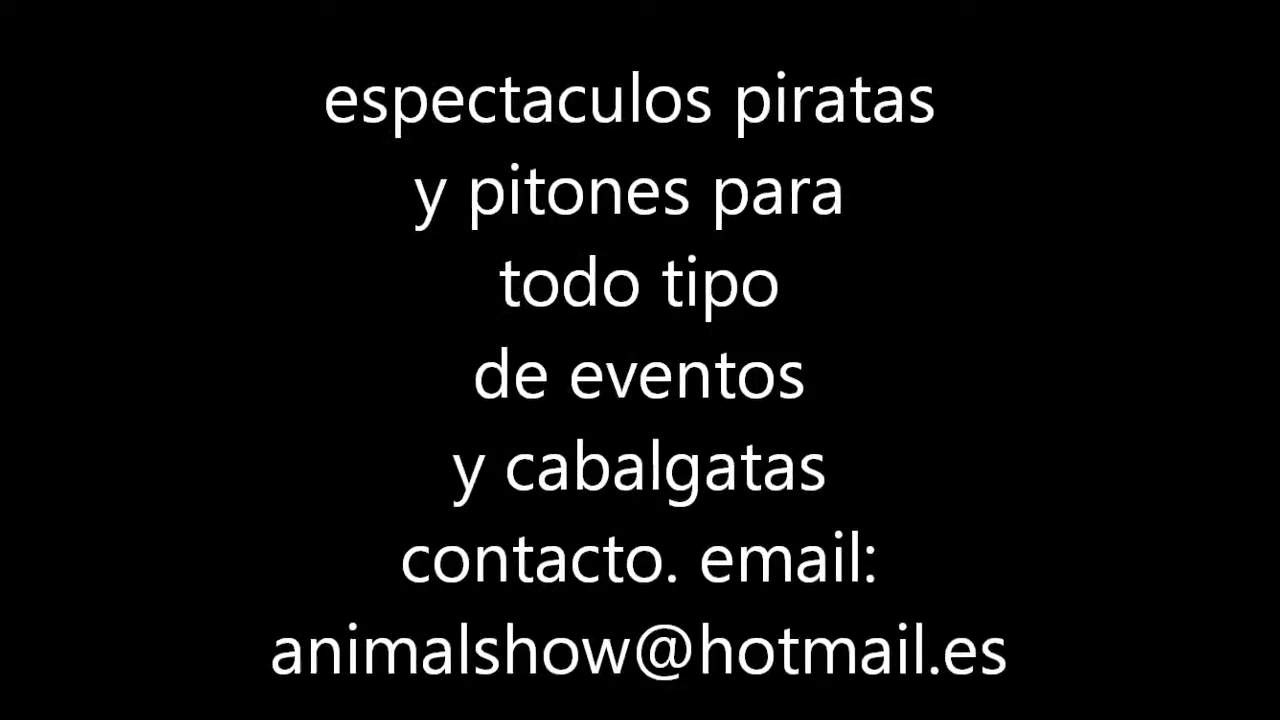 espectaculos piratas
y pitones para
todo tipo
de eventos
y cabalgatas
contacto. email:
animalshow@hotmail.es